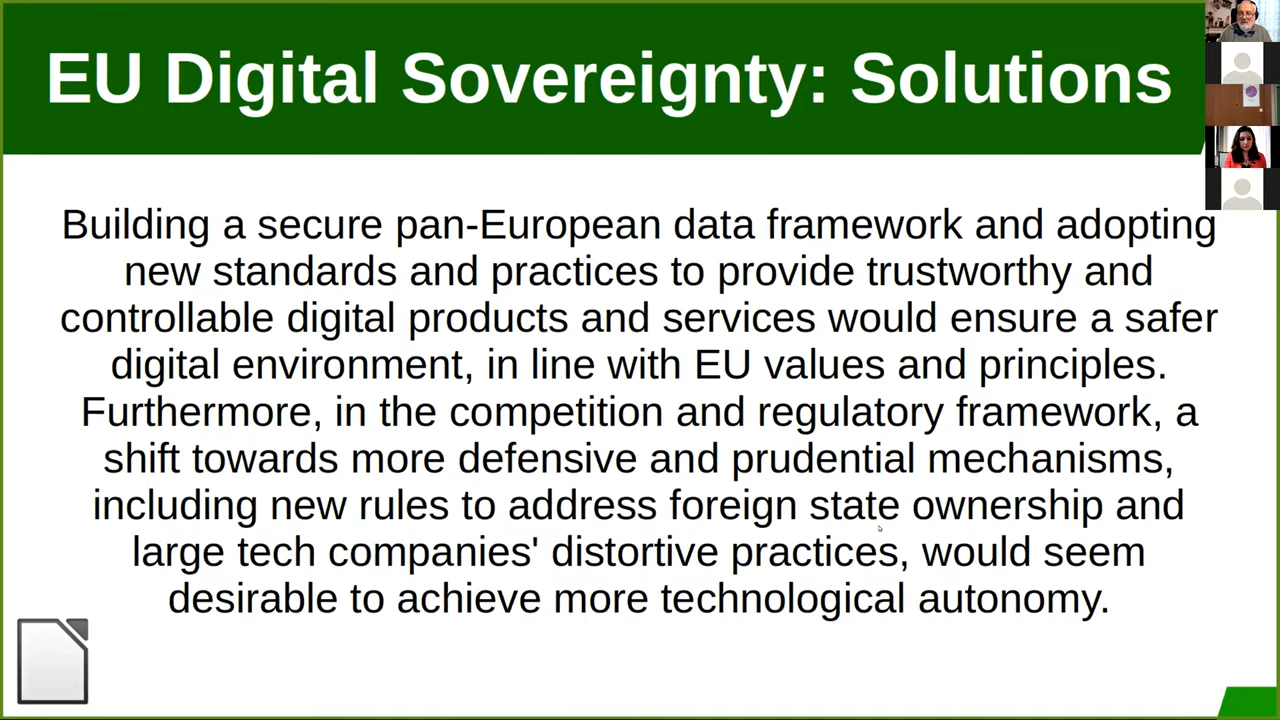 EU Digital Sovereignty: Solutions
Building a secure pan-European data framework and adopting
new standards and practices to provide trustworthy and
controllable digital products and services would ensure a safer
digital environment, in line with EU values and principles.
Furthermore, in the competition and regulatory framework, a
shift towards more defensive and prudential mechanisms,
including new rules to address foreign state ownership and
large tech companies' distortive practices, would seem
desirable to achieve more technological autonomy.